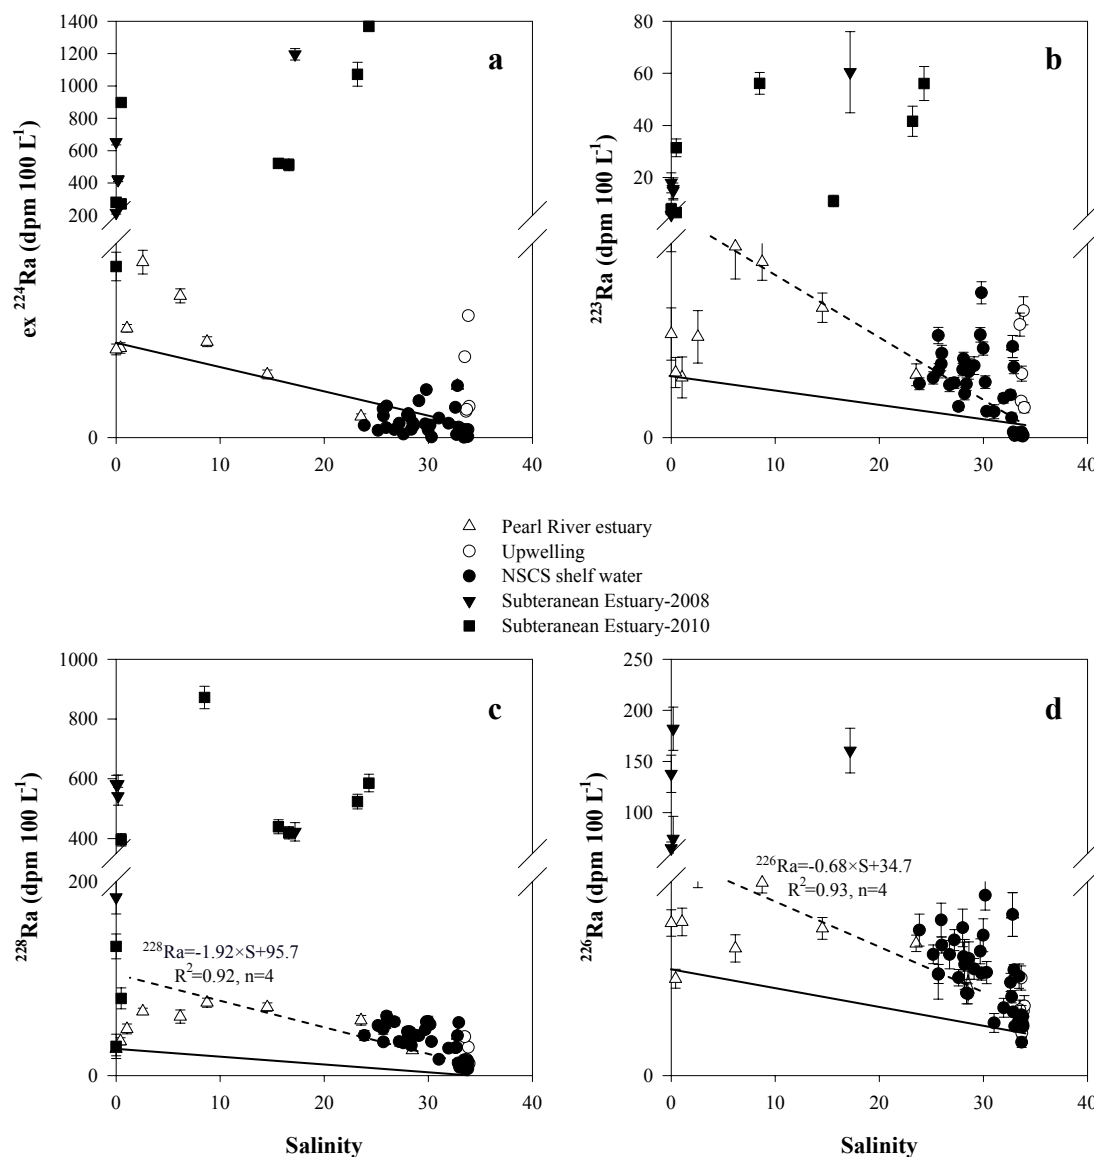 1400
1200
1000
800
600
400
200
0
ex ²²⁴Ra (dpm 100 L⁻¹)
a
0 10 20 30 40
80
60
40
20
0
²²³Ra (dpm 100 L⁻¹)
b
0 10 20 30 40
Pearl River estuary
Upwelling
NSCS shelf water
Subteranean Estuary-2008
Subteranean Estuary-2010
1000
800
600
400
200
0
²²⁸Ra (dpm 100 L⁻¹)
c
²²⁸Ra=-1.92×S+95.7
R²=0.92, n=4
0 10 20 30 40
Salinity
250
200
150
100
0
²²⁶Ra (dpm 100 L⁻¹)
d
²²⁶Ra=-0.68×S+34.7
R²=0.93, n=4
0 10 20 30 40
Salinity